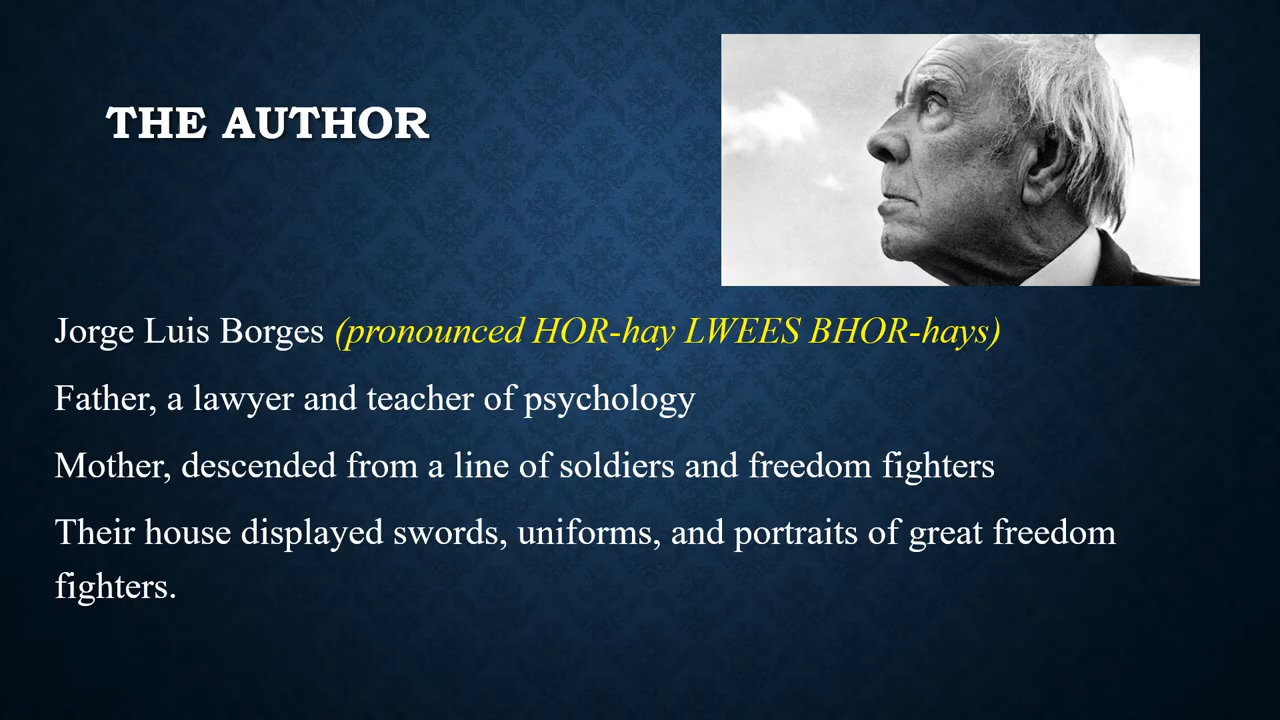 THE AUTHOR
Jorge Luis Borges (pronounced HOR-hay LWEES BHOR-hays)
Father, a lawyer and teacher of psychology
Mother, descended from a line of soldiers and freedom fighters
Their house displayed swords, uniforms, and portraits of great freedom
fighters.